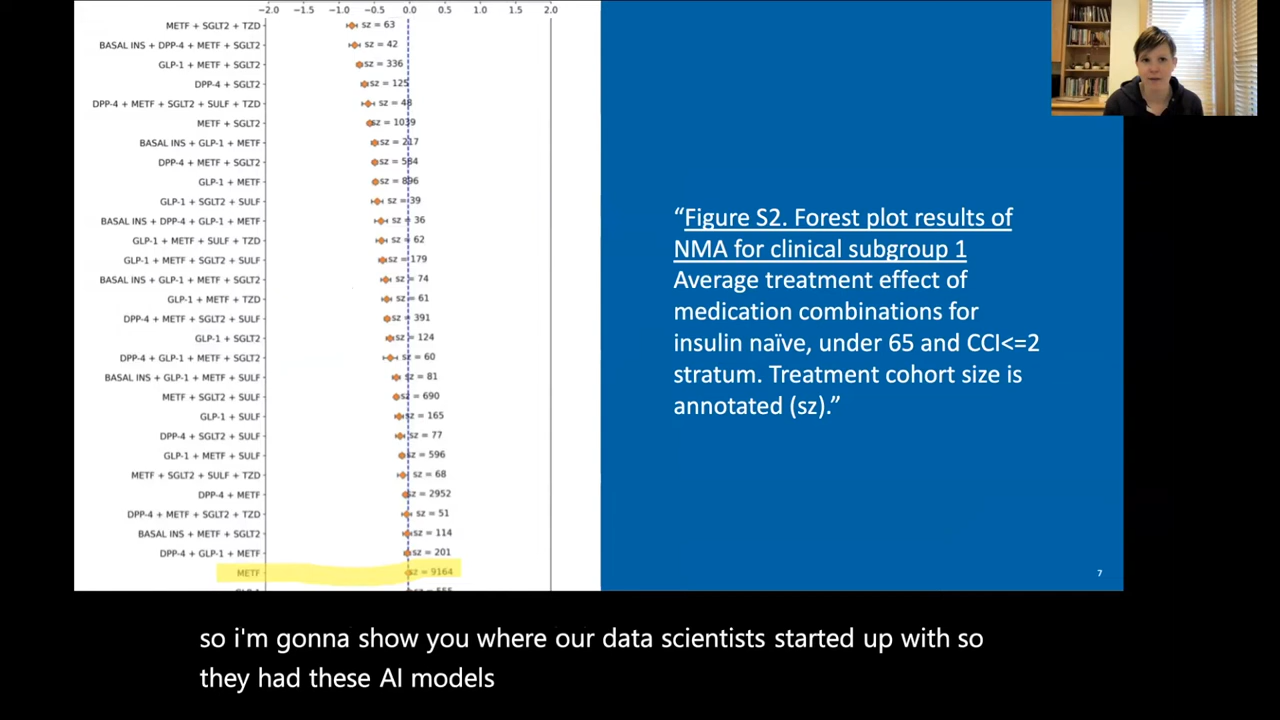 −2.0 −1.5 −1.0 −0.5 0.0 0.5 1.0 1.5 2.0
METF + SGLT2 + TZD sz = 63
BASAL INS + DPP-4 + METF + SGLT2 sz = 42
GLP-1 + METF + SGLT2 sz = 336
DPP-4 + SGLT2 sz = 125
DPP-4 + METF + SGLT2 + SULF + TZD sz = 48
METF + SGLT2 sz = 1039
BASAL INS + GLP-1 + METF sz = 217
DPP-4 + METF + SGLT2 sz = 584
GLP-1 + METF sz = 896
GLP-1 + SGLT2 + SULF sz = 39
BASAL INS + DPP-4 + GLP-1 + METF sz = 36
GLP-1 + METF + SULF + TZD sz = 62
GLP-1 + METF + SGLT2 + SULF sz = 179
BASAL INS + GLP-1 + METF + SGLT2 sz = 74
GLP-1 + METF + TZD sz = 61
DPP-4 + METF + SGLT2 + SULF sz = 391
GLP-1 + SGLT2 sz = 124
DPP-4 + GLP-1 + METF + SGLT2 sz = 60
BASAL INS + GLP-1 + METF + SULF sz = 81
METF + SGLT2 + SULF sz = 690
GLP-1 + SULF sz = 165
DPP-4 + SGLT2 + SULF sz = 77
GLP-1 + METF + SULF sz = 596
METF + SGLT2 + SULF + TZD sz = 68
DPP-4 + METF sz = 2952
DPP-4 + METF + SGLT2 + TZD sz = 51
BASAL INS + METF + SGLT2 sz = 114
DPP-4 + GLP-1 + METF sz = 201
METF sz = 9164
“Figure S2. Forest plot results of
NMA for clinical subgroup 1
Average treatment effect of
medication combinations for
insulin naïve, under 65 and CCI<=2
stratum. Treatment cohort size is
annotated (sz).”
7
so i'm gonna show you where our data scientists started up with so
they had these AI models